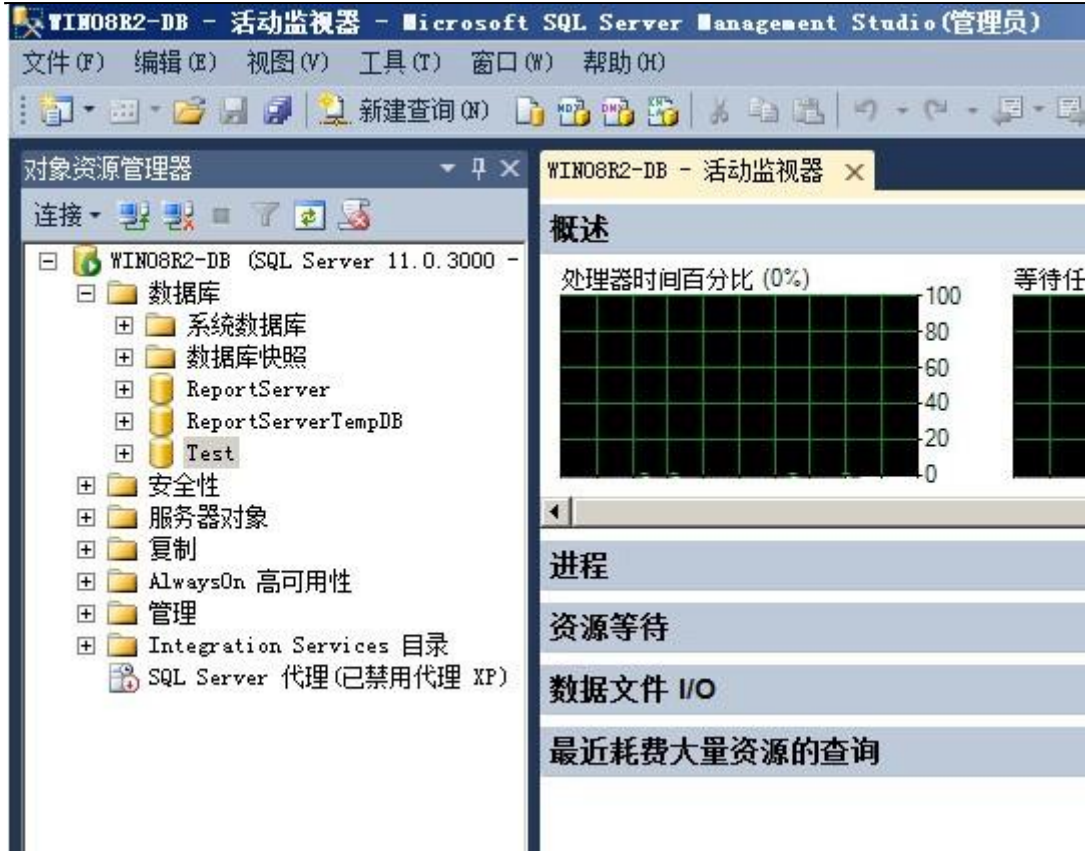 WIN08R2-DB - 活动监视器 - Microsoft SQL Server Management Studio(管理员)
文件(F) 编辑(E) 视图(V) 工具(T) 窗口(W) 帮助(H)
新建查询(N)
对象资源管理器
连接
WIN08R2-DB (SQL Server 11.0.3000 -
数据库
系统数据库
数据库快照
ReportServer
ReportServerTempDB
Test
安全性
服务器对象
复制
AlwaysOn 高可用性
管理
Integration Services 目录
SQL Server 代理(已禁用代理 XP)
WIN08R2-DB - 活动监视器
概述
处理器时间百分比 (0%)
100
80
60
40
20
0
等待任
进程
资源等待
数据文件 I/O
最近耗费大量资源的查询